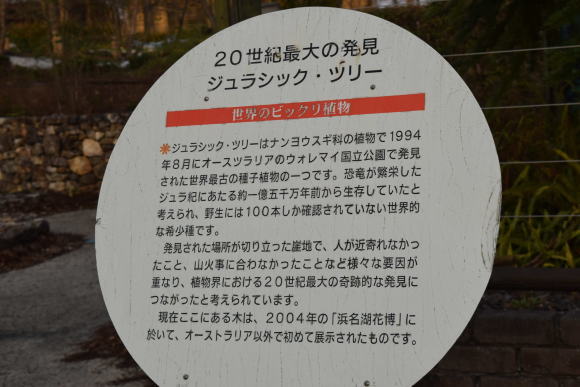 20世紀最大の発見
ジュラシック・ツリー
世界のビックリ植物
＊ジュラシック・ツリーはナンヨウスギ科の植物で1994
年8月にオースツラリアのウォレマイ国立公園で発見
された世界最古の種子植物の一つです。恐竜が繁栄した
ジュラ紀にあたる約一億五千万年前から生存していたと
考えられ、野生には100本しか確認されていない世界的
な希少種です。
発見された場所が切り立った崖地で、人が近寄れなかっ
たこと、山火事に合わなかったことなど様々な要因が
重なり、植物界における20世紀最大の奇跡的な発見に
つながったと考えられています。
現在ここにある木は、2004年の「浜名湖花博」に
於いて、オーストラリア以外で初めて展示されたものです。